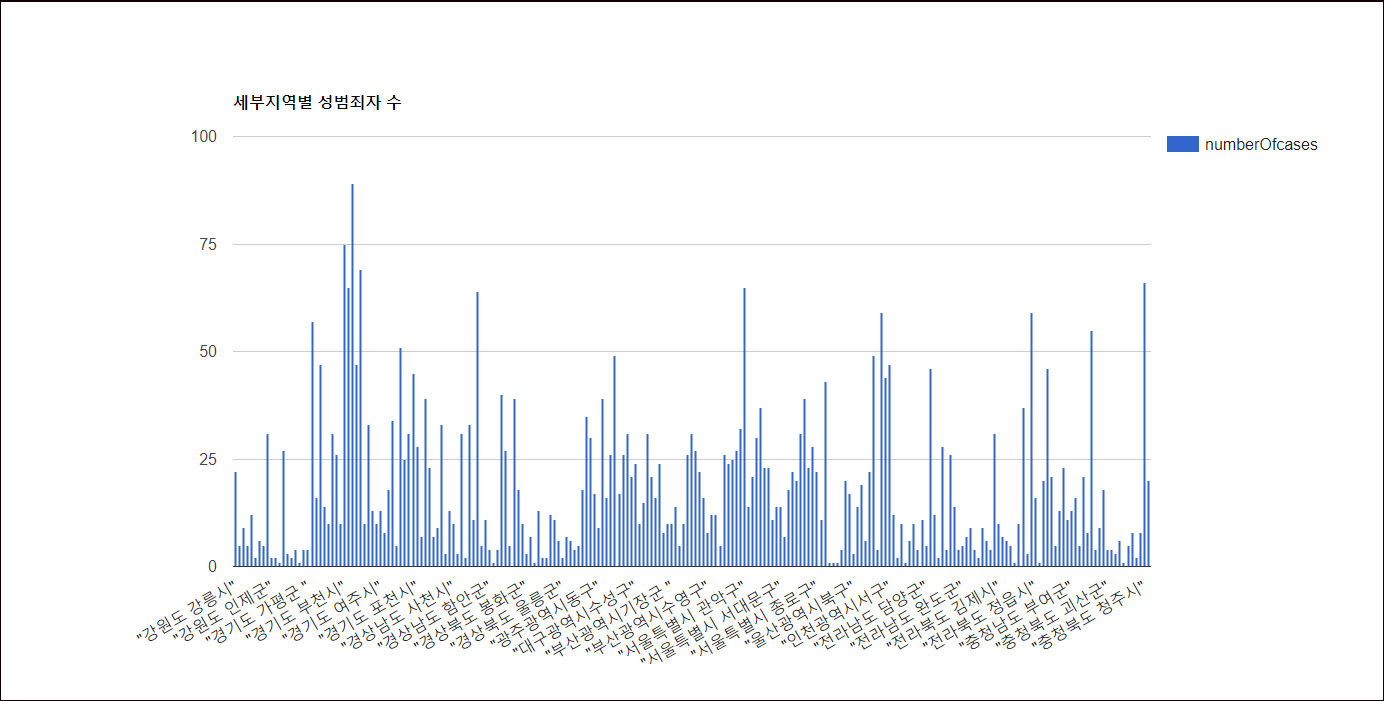 세부지역별 성범죄자 수
numberOfcases
100
75
50
25
0
"강원도 강릉시"
"강원도 인제군"
"경기도 가평군"
"경기도 부천시"
"경기도 여주시"
"경기도 포천시"
"경상남도 사천시"
"경상남도 함안군"
"경상북도 봉화군"
"경상북도 울릉군"
"광주광역시동구"
"대구광역시수성구"
"부산광역시기장군"
"부산광역시수영구"
"서울특별시 관악구"
"서울특별시 서대문구"
"서울특별시 종로구"
"울산광역시북구"
"인천광역시서구"
"전라남도 담양군"
"전라남도 완도군"
"전라북도 김제시"
"전라북도 정읍시"
"충청남도 부여군"
"충청북도 괴산군"
"충청북도 청주시"